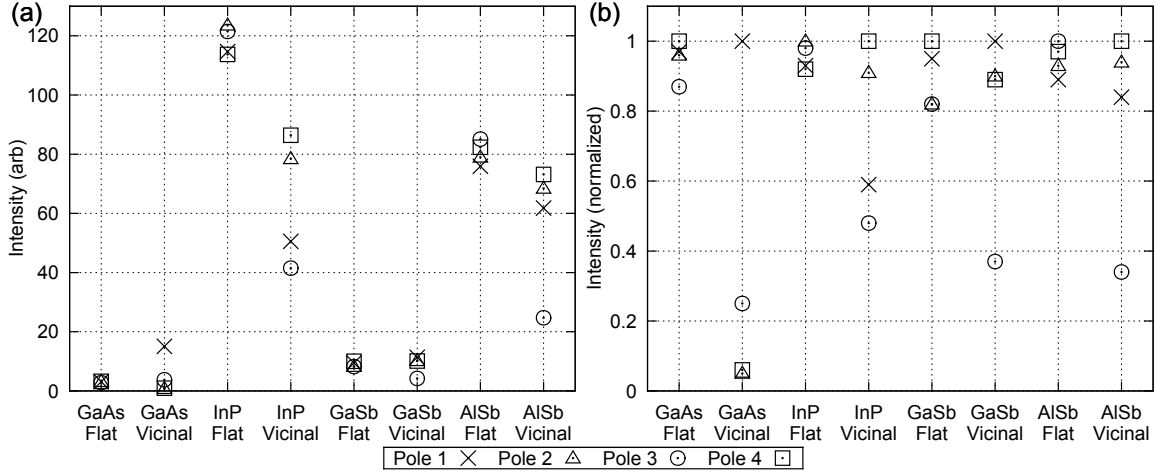 (a)
Intensity (arb)
120
100
80
60
40
20
0
GaAs Flat
GaAs Vicinal
InP Flat
InP Vicinal
GaSb Flat
GaSb Vicinal
AlSb Flat
AlSb Vicinal
(b)
Intensity (normalized)
1
0.8
0.6
0.4
0.2
0
GaAs Flat
GaAs Vicinal
InP Flat
InP Vicinal
GaSb Flat
GaSb Vicinal
AlSb Flat
AlSb Vicinal
Pole 1 Pole 2 Pole 3 Pole 4